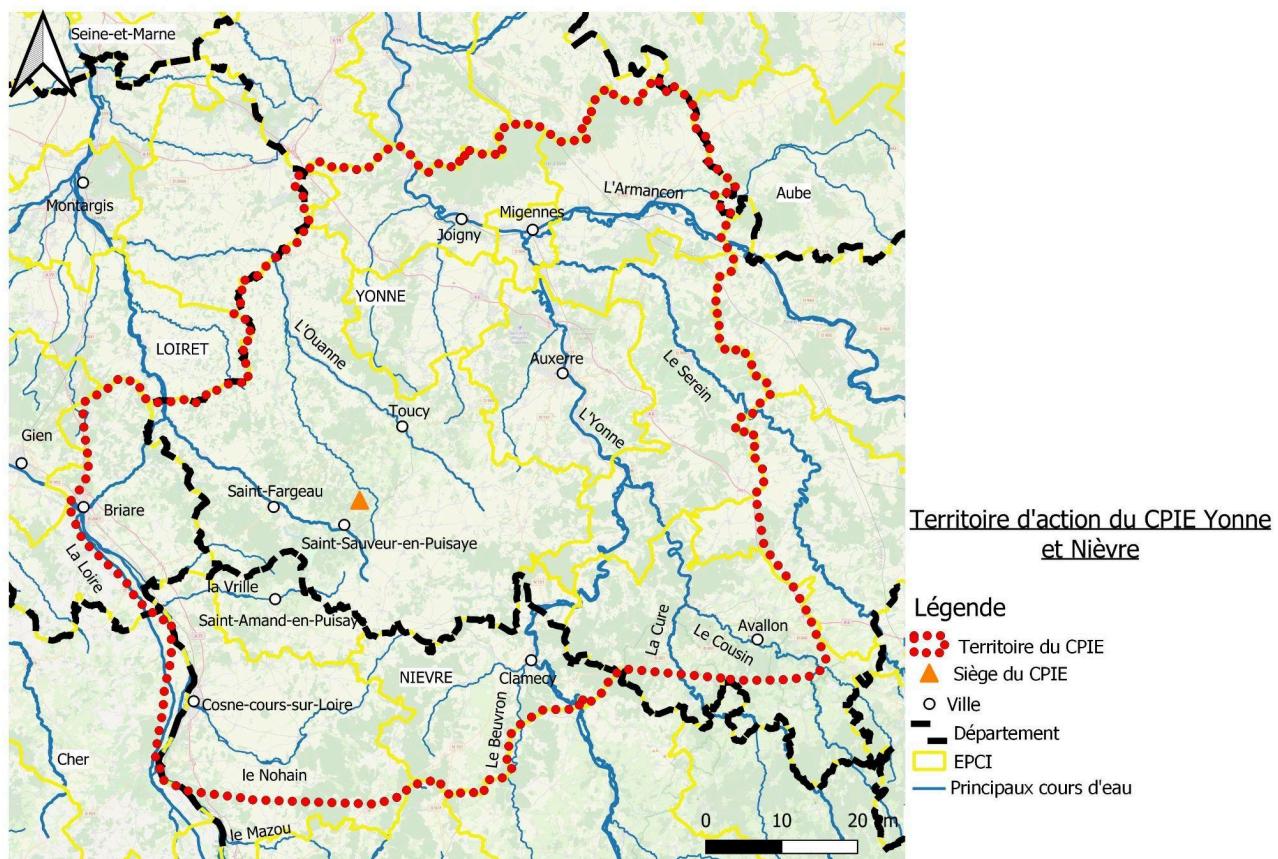 Seine-et-Marne
Montargis
L'Armançon
Aube
Joigny
Migennes
YONNE
L'Ouanne
LOIRET
Auxerre
Le Serein
L'Yonne
Toucy
Gien
Saint-Fargeau
Briare
Saint-Sauveur-en-Puisaye
La Loire
la Vrille
Saint-Amand-en-Puisay
La Cure
Avallon
Le Cousin
NIEVRE
Clamecy
Cosne-cours-sur-Loire
Le Beuvron
Cher
le Nohain
le Mazou
0 10 20 km
Territoire d'action du CPIE Yonne
et Nièvre
Légende
Territoire du CPIE
Siège du CPIE
Ville
Département
EPCI
Principaux cours d'eau